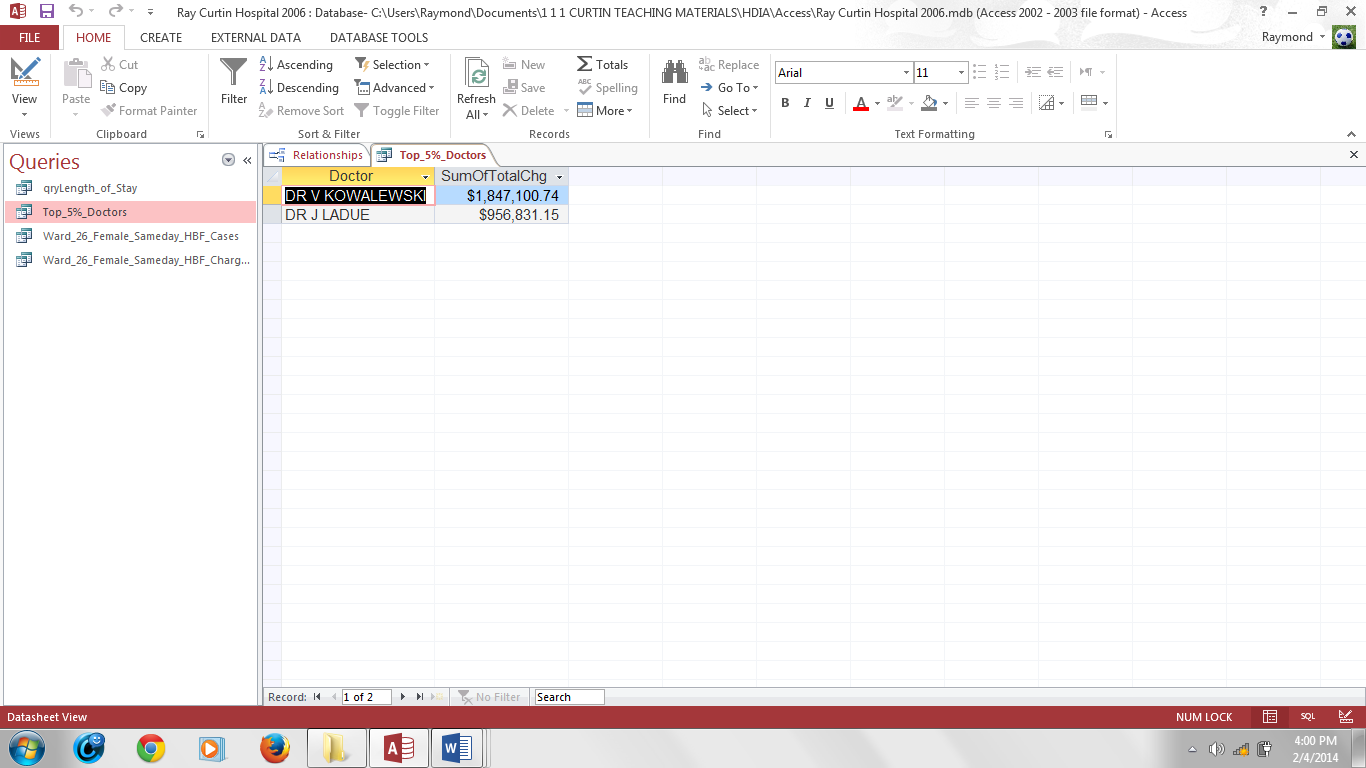 Ray Curtin Hospital 2006 : Database- C:\Users\Raymond\Documents\1 1 1 CURTIN TEACHING MATERIALS\HDIA\Access\Ray Curtin Hospital 2006.mdb (Access 2002 - 2003 file format) - Access
FILE HOME CREATE EXTERNAL DATA DATABASE TOOLS Raymond
View
Views
Paste
Cut
Copy
Format Painter
Clipboard
Filter
Ascending
Descending
Remove Sort
Selection
Advanced
Toggle Filter
Sort & Filter
Refresh
All
New
Save
Delete
Totals
Spelling
More
Records
Find
Replace
Go To
Select
Find
Arial 11
B I U A
Text Formatting
Queries
qryLength_of_Stay
Top_5%_Doctors
Ward_26_Female_Sameday_HBF_Cases
Ward_26_Female_Sameday_HBF_Charg...
Relationships Top_5%_Doctors
Doctor SumOfTotalChg
DR V KOWALEWSKI $1,847,100.74
DR J LADUE $956,831.15
Record: 1 of 2 No Filter Search
Datasheet View NUM LOCK SQL
4:00 PM
2/4/2014